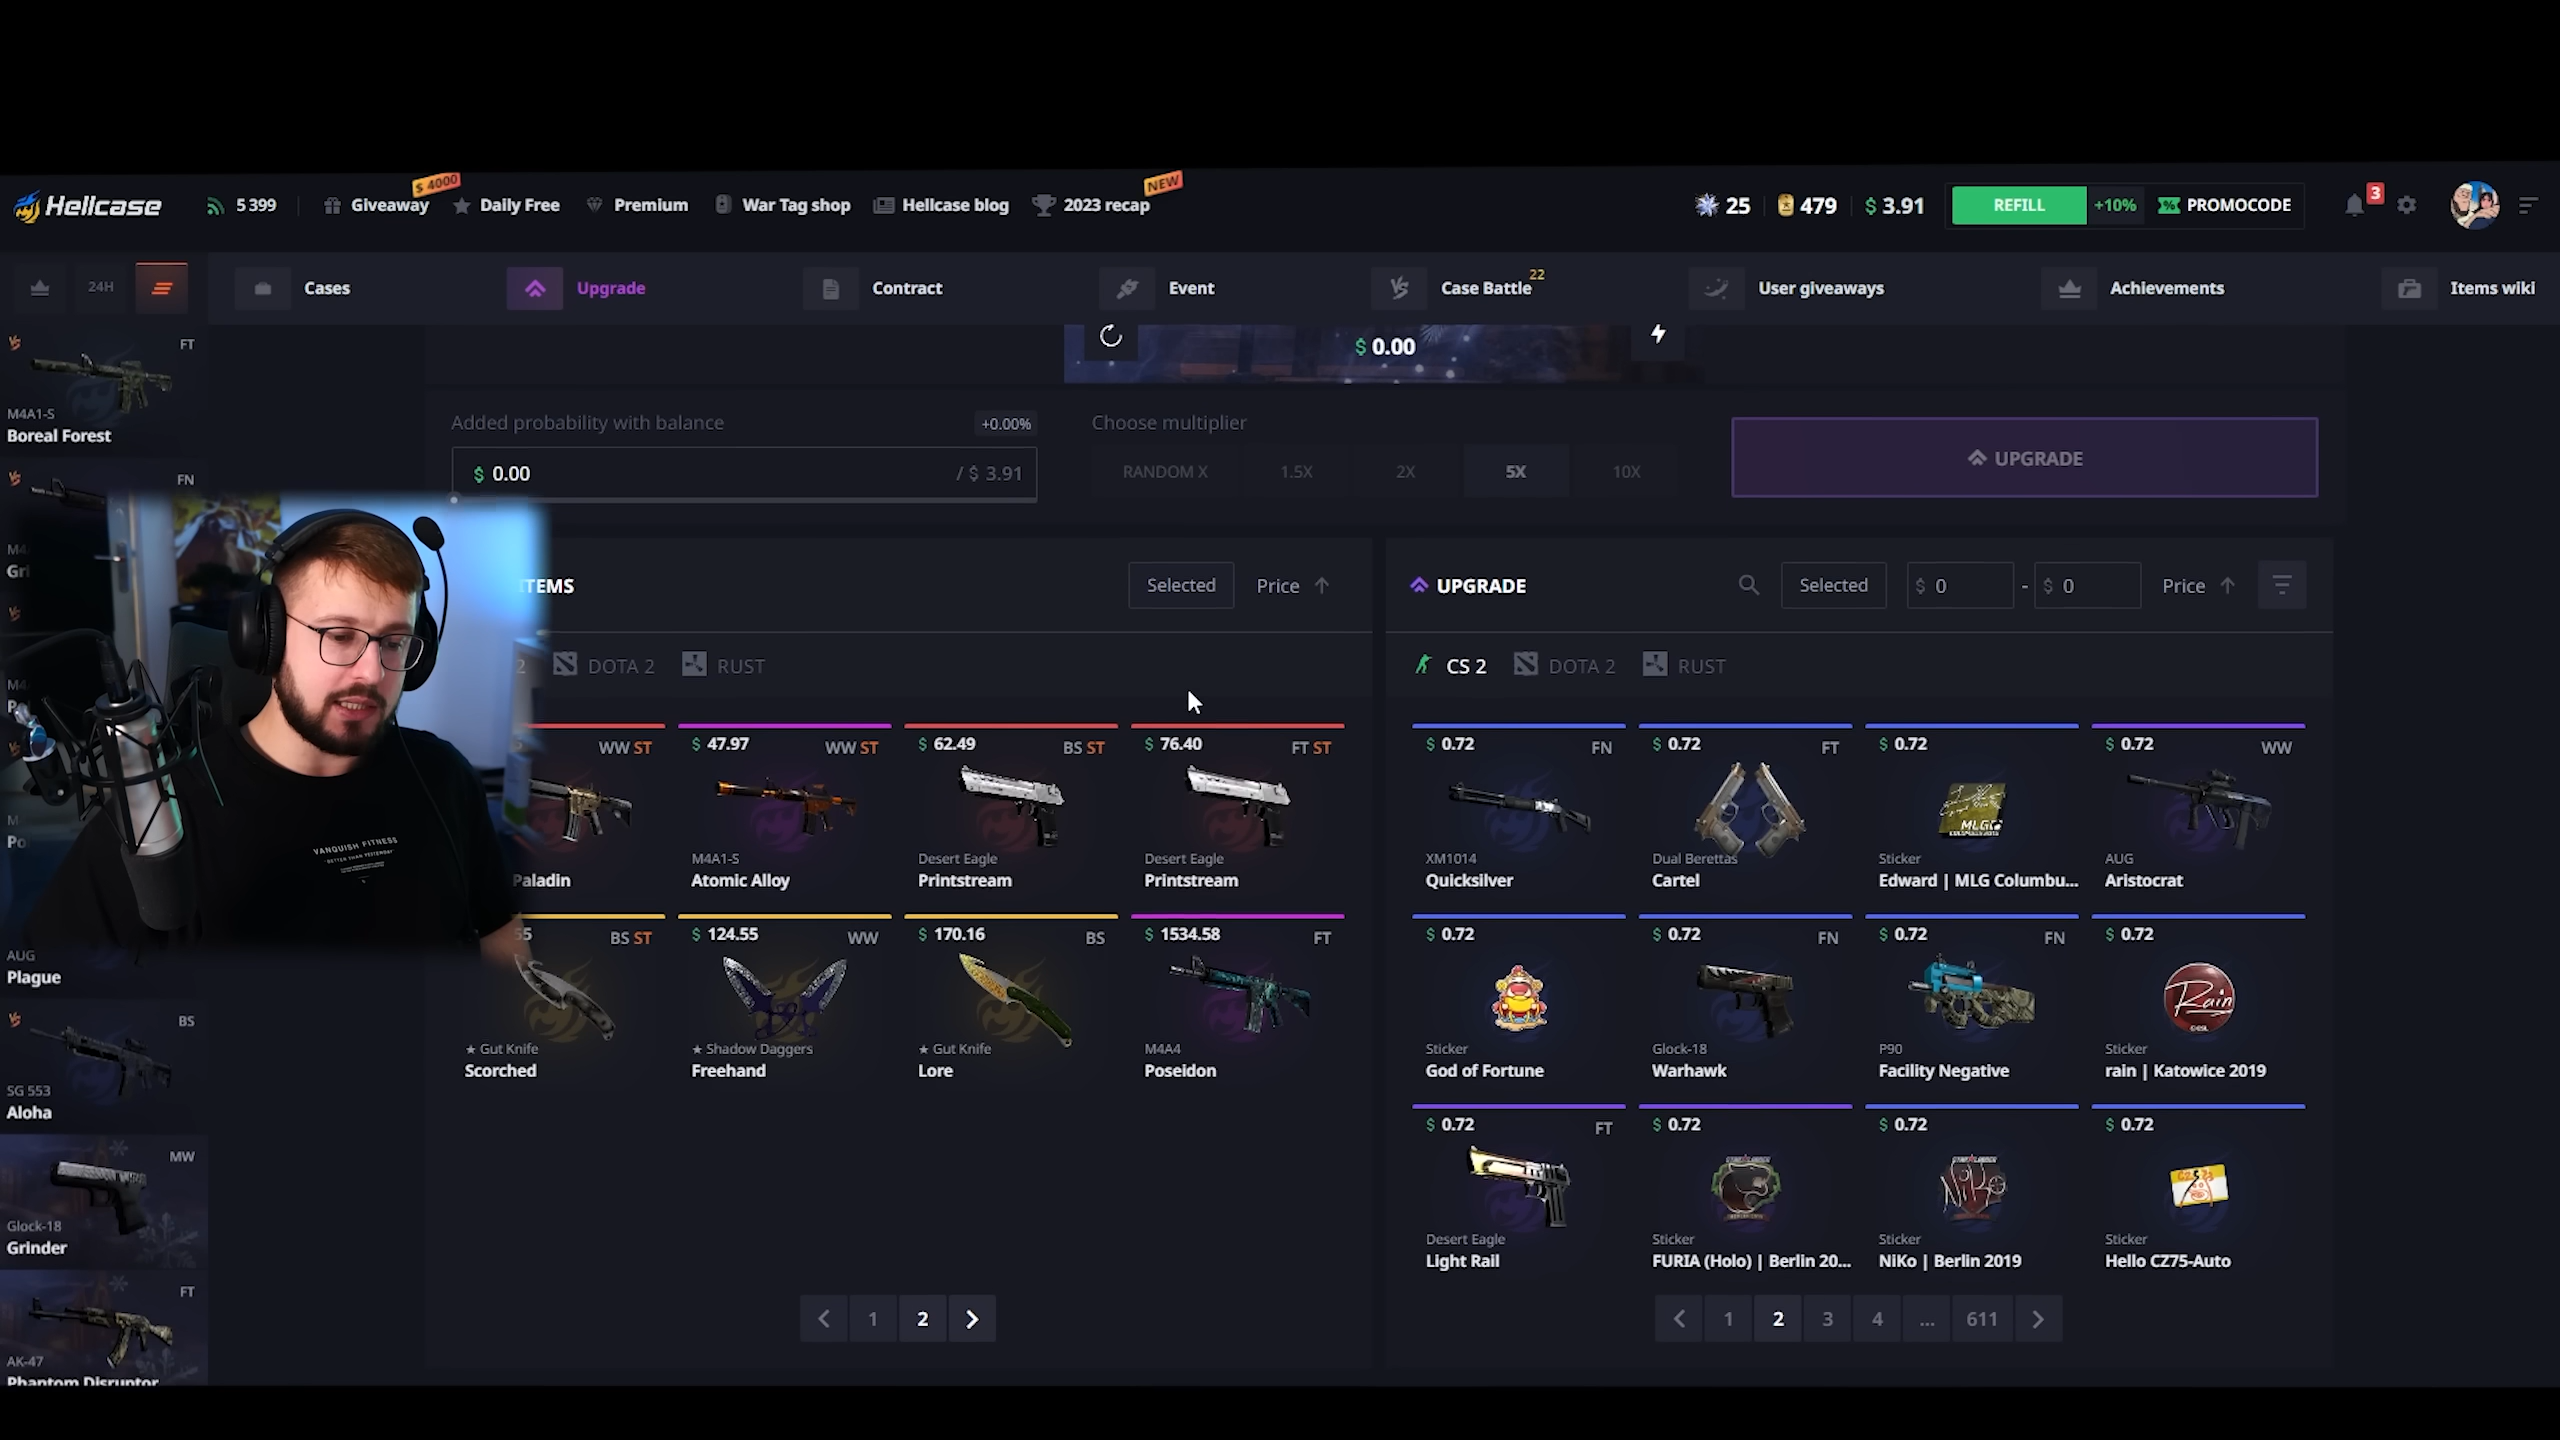 Hellcase
5 399
Giveaway
$ 4000
Daily Free
Premium
War Tag shop
Hellcase blog
2023 recap
NEW
25
479
$ 3.91
REFILL
+10%
PROMOCODE
3
24H
Cases
Upgrade
Contract
Event
Case Battle
22
User giveaways
Achievements
Items wiki
FT
M4A1-S
Boreal Forest
FN
AUG
Plague
BS
SG 553
Aloha
MW
Glock-18
Grinder
FT
AK-47
Phantom Disruptor
$ 0.00
Added probability with balance
+0.00%
$ 0.00
/ $ 3.91
Choose multiplier
RANDOM X
1.5X
2X
5X
10X
UPGRADE
VANQUISH FITNESS
"BETTER THAN YESTERDAY"
ITEMS
Selected
Price
DOTA 2
RUST
WW ST
Paladin
$ 47.97
WW ST
M4A1-S
Atomic Alloy
$ 62.49
BS ST
Desert Eagle
Printstream
$ 76.40
FT ST
Desert Eagle
Printstream
55
BS ST
★ Gut Knife
Scorched
$ 124.55
WW
★ Shadow Daggers
Freehand
$ 170.16
BS
★ Gut Knife
Lore
$ 1534.58
FT
M4A4
Poseidon
1
2
UPGRADE
Selected
$ 0
-
$ 0
Price
CS 2
DOTA 2
RUST
$ 0.72
FN
XM1014
Quicksilver
$ 0.72
FT
Dual Berettas
Cartel
$ 0.72
MLG
Sticker
Edward | MLG Columbu...
$ 0.72
WW
AUG
Aristocrat
$ 0.72
Sticker
God of Fortune
$ 0.72
FN
Glock-18
Warhawk
$ 0.72
FN
P90
Facility Negative
$ 0.72
Rain
Sticker
rain | Katowice 2019
$ 0.72
FT
Desert Eagle
Light Rail
$ 0.72
Sticker
FURIA (Holo) | Berlin 20...
$ 0.72
Sticker
NiKo | Berlin 2019
$ 0.72
Sticker
Hello CZ75-Auto
1
2
3
4
...
611